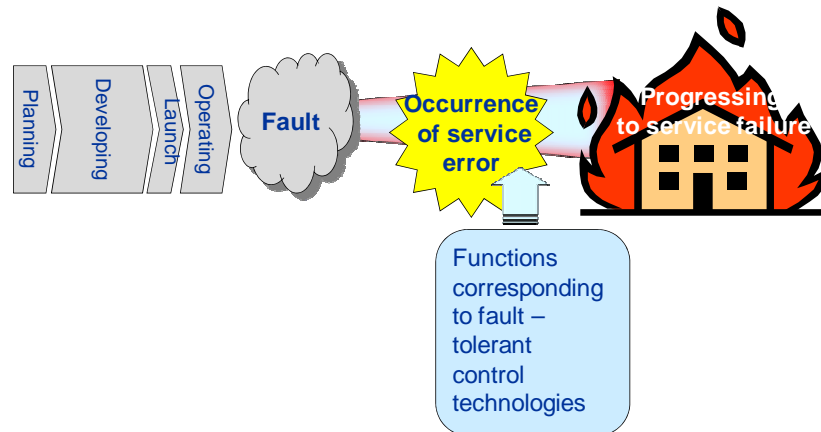 Planning
Developing
Launch
Operating
Fault
Occurrence
of service
error
Progressing
to service failure
Functions
corresponding
to fault –
tolerant
control
technologies